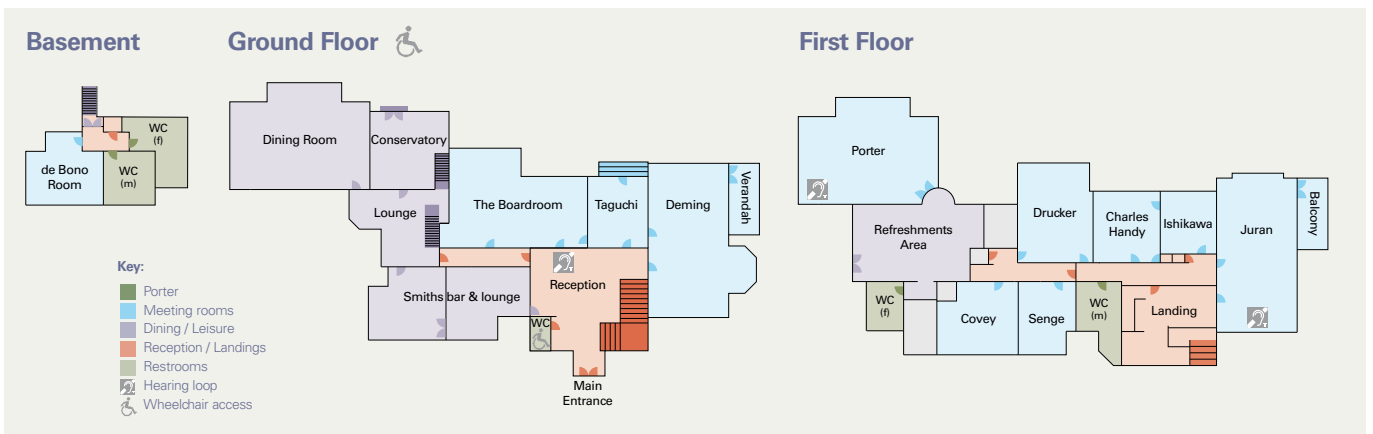 Basement
Ground Floor
First Floor
WC
(f)
de Bono
Room
WC
(m)
Dining Room
Conservatory
Lounge
The Boardroom
Taguchi
Deming
Verandah
Smiths bar & lounge
Reception
WC
Main
Entrance
Porter
Refreshments
Area
Drucker
Charles
Handy
Ishikawa
Juran
Balcony
WC
(f)
Covey
Senge
WC
(m)
Landing
Key:
Porter
Meeting rooms
Dining / Leisure
Reception / Landings
Restrooms
Hearing loop
Wheelchair access